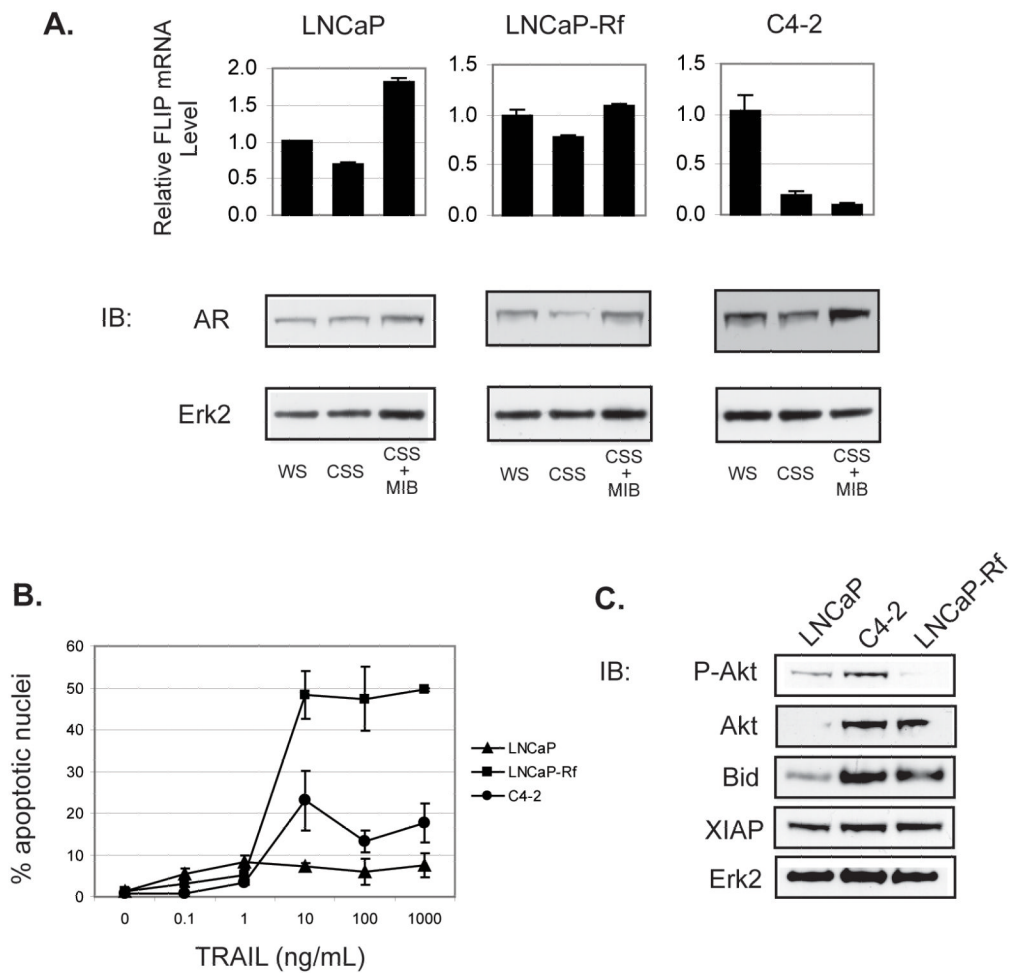 A.
LNCaP
LNCaP-Rf
C4-2
Relative FLIP mRNA
Level
2.0
1.5
1.0
0.5
0.0
1.5
1.0
0.5
0.0
1.5
1.0
0.5
0.0
IB:
AR
Erk2
WS
CSS
CSS
+
MIB
WS
CSS
CSS
+
MIB
WS
CSS
CSS
+
MIB
B.
% apoptotic nuclei
60
50
40
30
20
10
0
0
0.1
1
10
100
1000
TRAIL (ng/mL)
LNCaP
LNCaP-Rf
C4-2
C.
LNCaP
C4-2
LNCaP-Rf
IB:
P-Akt
Akt
Bid
XIAP
Erk2